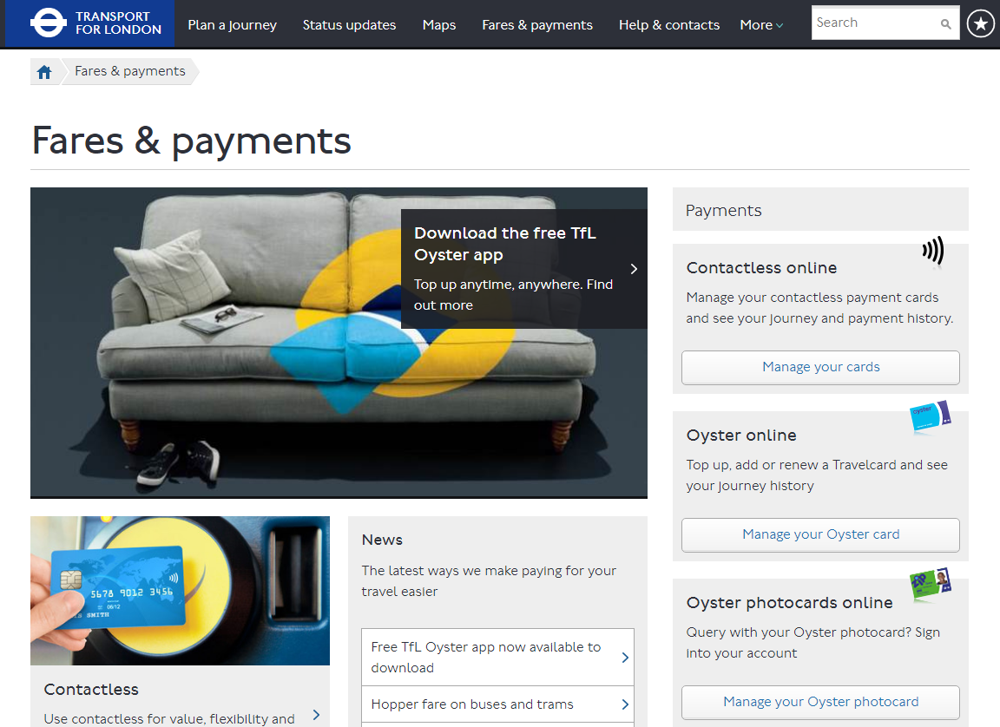 TRANSPORT
FOR LONDON
Plan a journey
Status updates
Maps
Fares & payments
Help & contacts
More
Search
Fares & payments
Fares & payments
Download the free TfL
Oyster app
Top up anytime, anywhere. Find
out more
Payments
Contactless online
Manage your contactless payment cards
and see your journey and payment history.
Manage your cards
Oyster online
Top up, add or renew a Travelcard and see
your journey history
Manage your Oyster card
Oyster photocards online
Query with your Oyster photocard? Sign
into your account
Manage your Oyster photocard
5678 9012 3456
06/12
SMITH
Contactless
Use contactless for value, flexibility and
News
The latest ways we make paying for your
travel easier
Free TfL Oyster app now available to
download
Hopper fare on buses and trams